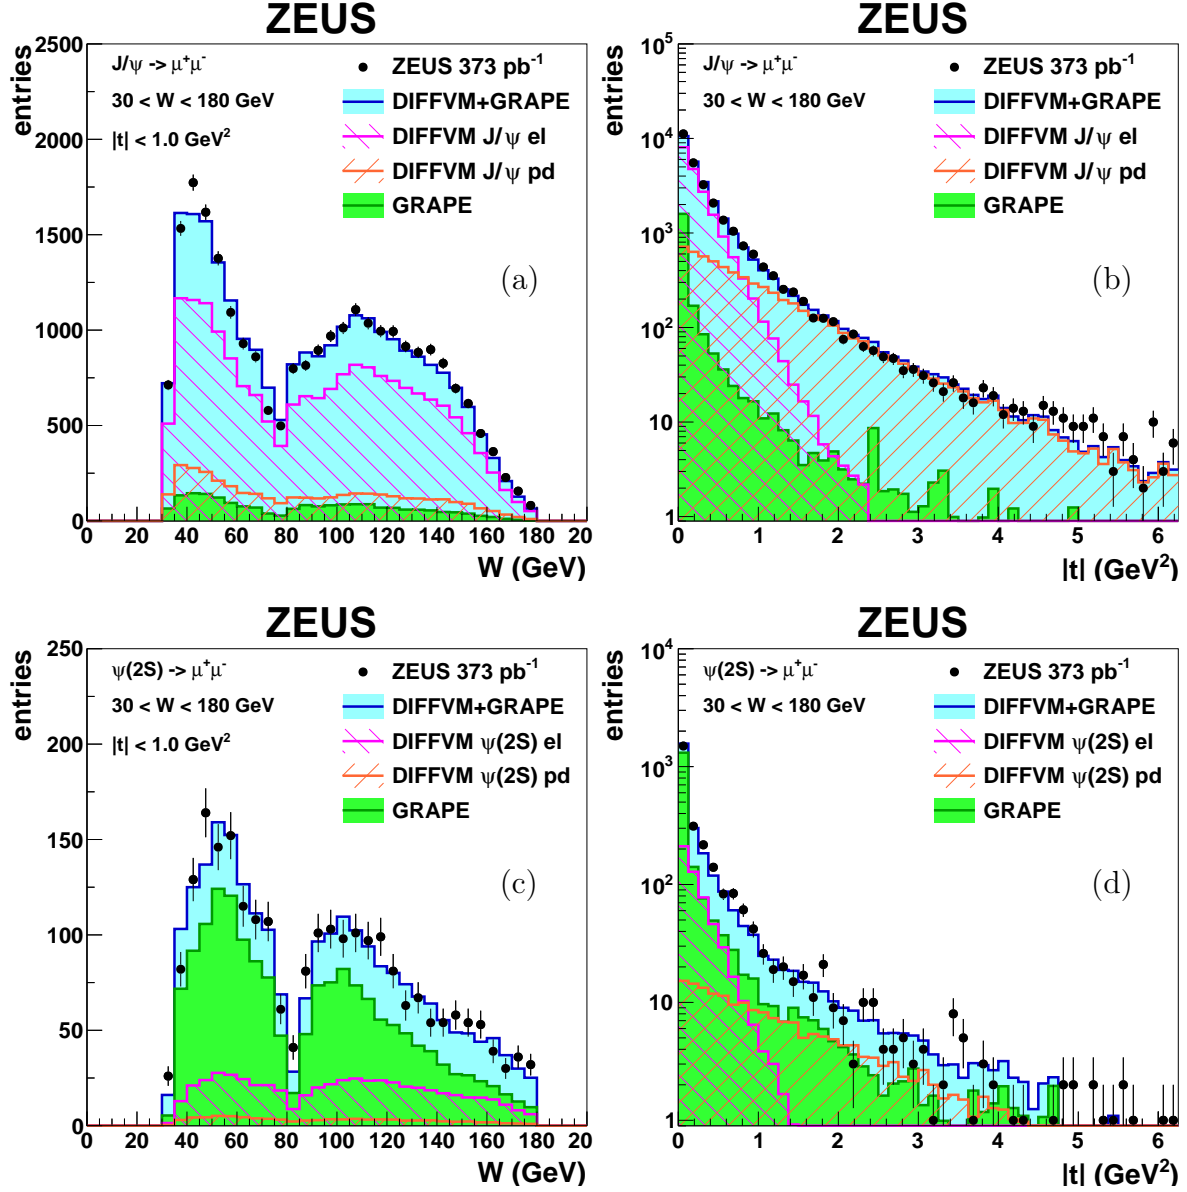 ZEUS
entries
2500
2000
1500
1000
500
0
J/ψ -> μ⁺μ⁻
30 < W < 180 GeV
|t| < 1.0 GeV²
ZEUS 373 pb⁻¹
DIFFVM+GRAPE
DIFFVM J/ψ el
DIFFVM J/ψ pd
GRAPE
(a)
0 20 40 60 80 100 120 140 160 180 20
W (GeV)
ZEUS
entries
10⁵
10⁴
10³
10²
10
1
J/ψ -> μ⁺μ⁻
30 < W < 180 GeV
ZEUS 373 pb⁻¹
DIFFVM+GRAPE
DIFFVM J/ψ el
DIFFVM J/ψ pd
GRAPE
(b)
0 1 2 3 4 5 6
|t| (GeV²)
ZEUS
entries
250
200
150
100
50
0
ψ(2S) -> μ⁺μ⁻
30 < W < 180 GeV
|t| < 1.0 GeV²
ZEUS 373 pb⁻¹
DIFFVM+GRAPE
DIFFVM ψ(2S) el
DIFFVM ψ(2S) pd
GRAPE
(c)
0 20 40 60 80 100 120 140 160 180 20
W (GeV)
ZEUS
entries
10⁴
10³
10²
10
1
ψ(2S) -> μ⁺μ⁻
30 < W < 180 GeV
ZEUS 373 pb⁻¹
DIFFVM+GRAPE
DIFFVM ψ(2S) el
DIFFVM ψ(2S) pd
GRAPE
(d)
0 1 2 3 4 5 6
|t| (GeV²)